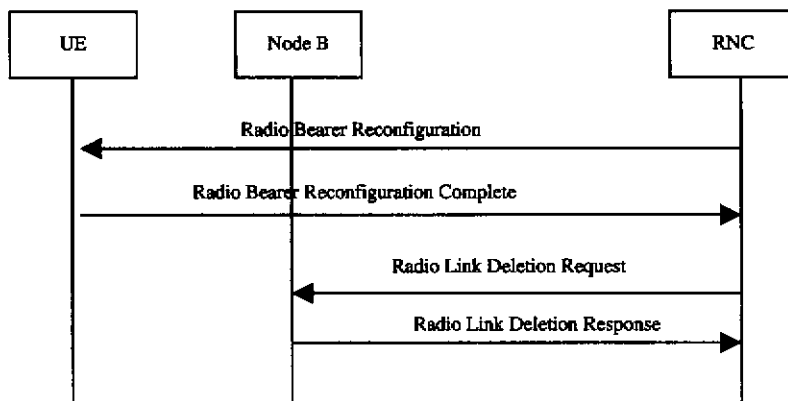 UE
Node B
RNC
Radio Bearer Reconfiguration
Radio Bearer Reconfiguration Complete
Radio Link Deletion Request
Radio Link Deletion Response